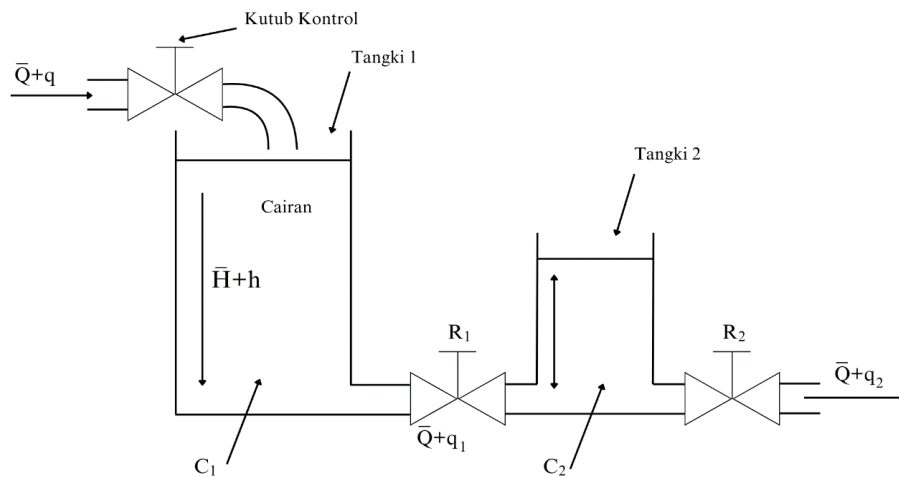 Kutub Kontrol
Q̅+q
Tangki 1
Tangki 2
Cairan
H̅+h
R₁
R₂
Q̅+q₂
Q̅+q₁
C₁
C₂